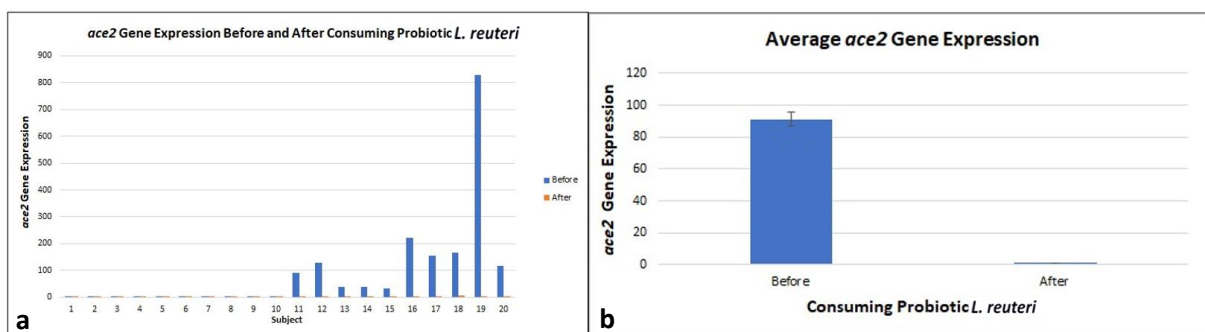 ace2 Gene Expression Before and After Consuming Probiotic L. reuteri
900
800
700
600
500
400
300
200
100
0
ace2 Gene Expression
1 2 3 4 5 6 7 8 9 10 11 12 13 14 15 16 17 18 19 20
Subject
Before
After
a
Average ace2 Gene Expression
120
100
80
60
40
20
0
ace2 Gene Expression
Before After
Consuming Probiotic L. reuteri
b